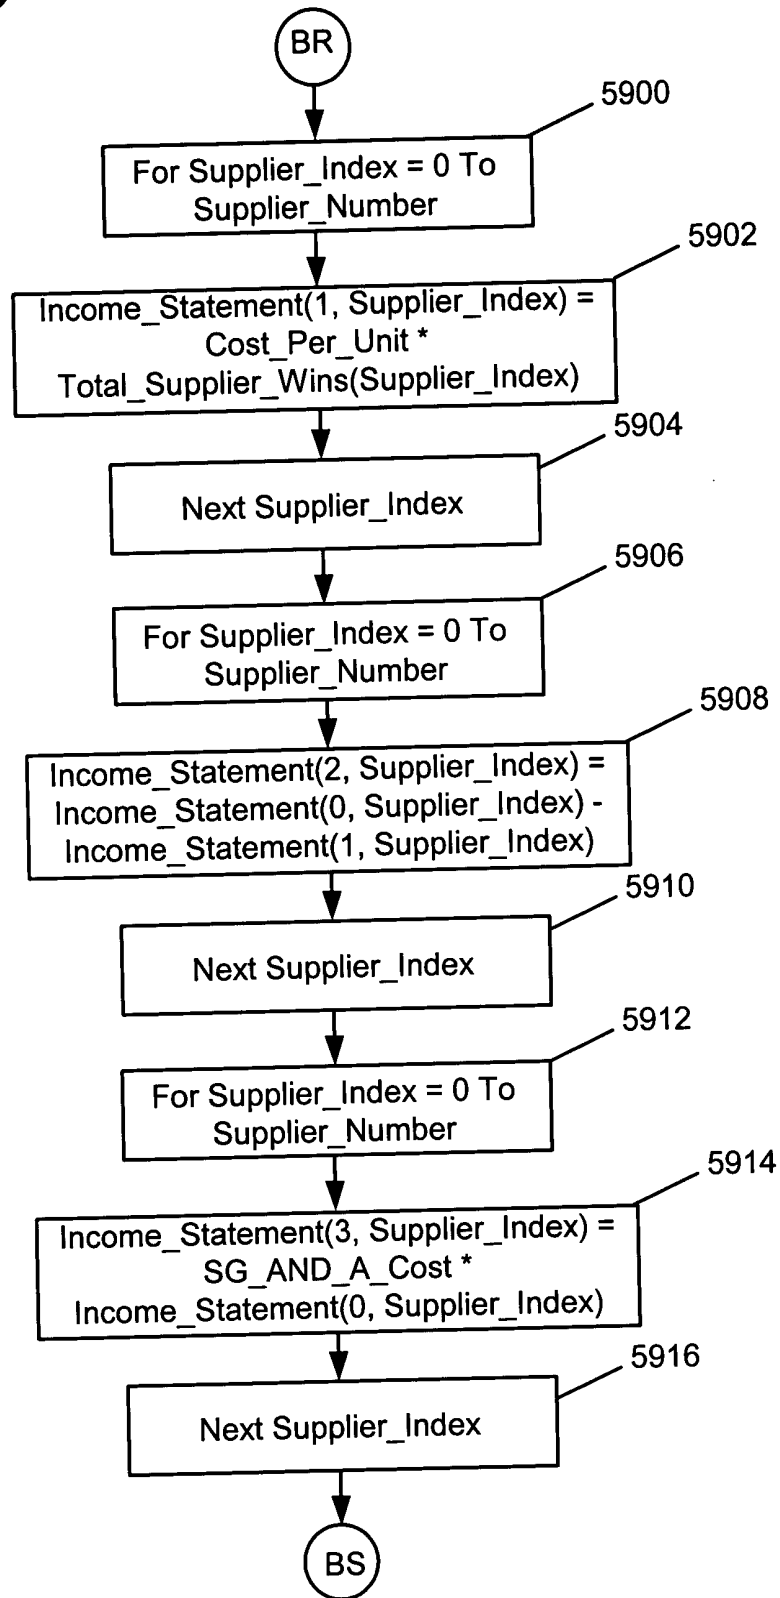 BR
5900
For Supplier_Index = 0 To
Supplier_Number
5902
Income_Statement(1, Supplier_Index) =
Cost_Per_Unit *
Total_Supplier_Wins(Supplier_Index)
5904
Next Supplier_Index
5906
For Supplier_Index = 0 To
Supplier_Number
5908
Income_Statement(2, Supplier_Index) =
Income_Statement(0, Supplier_Index) -
Income_Statement(1, Supplier_Index)
5910
Next Supplier_Index
5912
For Supplier_Index = 0 To
Supplier_Number
5914
Income_Statement(3, Supplier_Index) =
SG_AND_A_Cost *
Income_Statement(0, Supplier_Index)
5916
Next Supplier_Index
BS